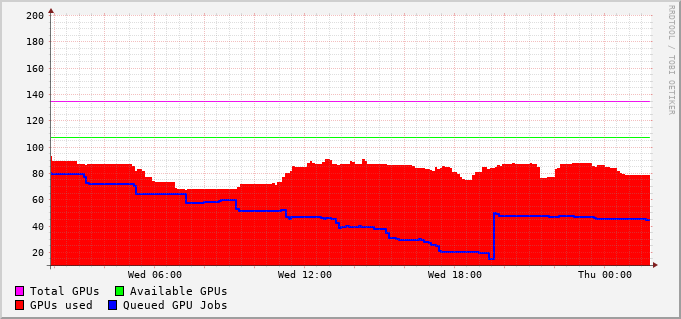 RRDTOOL / TOBI OETIKER
200
180
160
140
120
100
80
60
40
20
Wed 06:00 Wed 12:00 Wed 18:00 Thu 00:00
Total GPUs Available GPUs
GPUs used Queued GPU Jobs